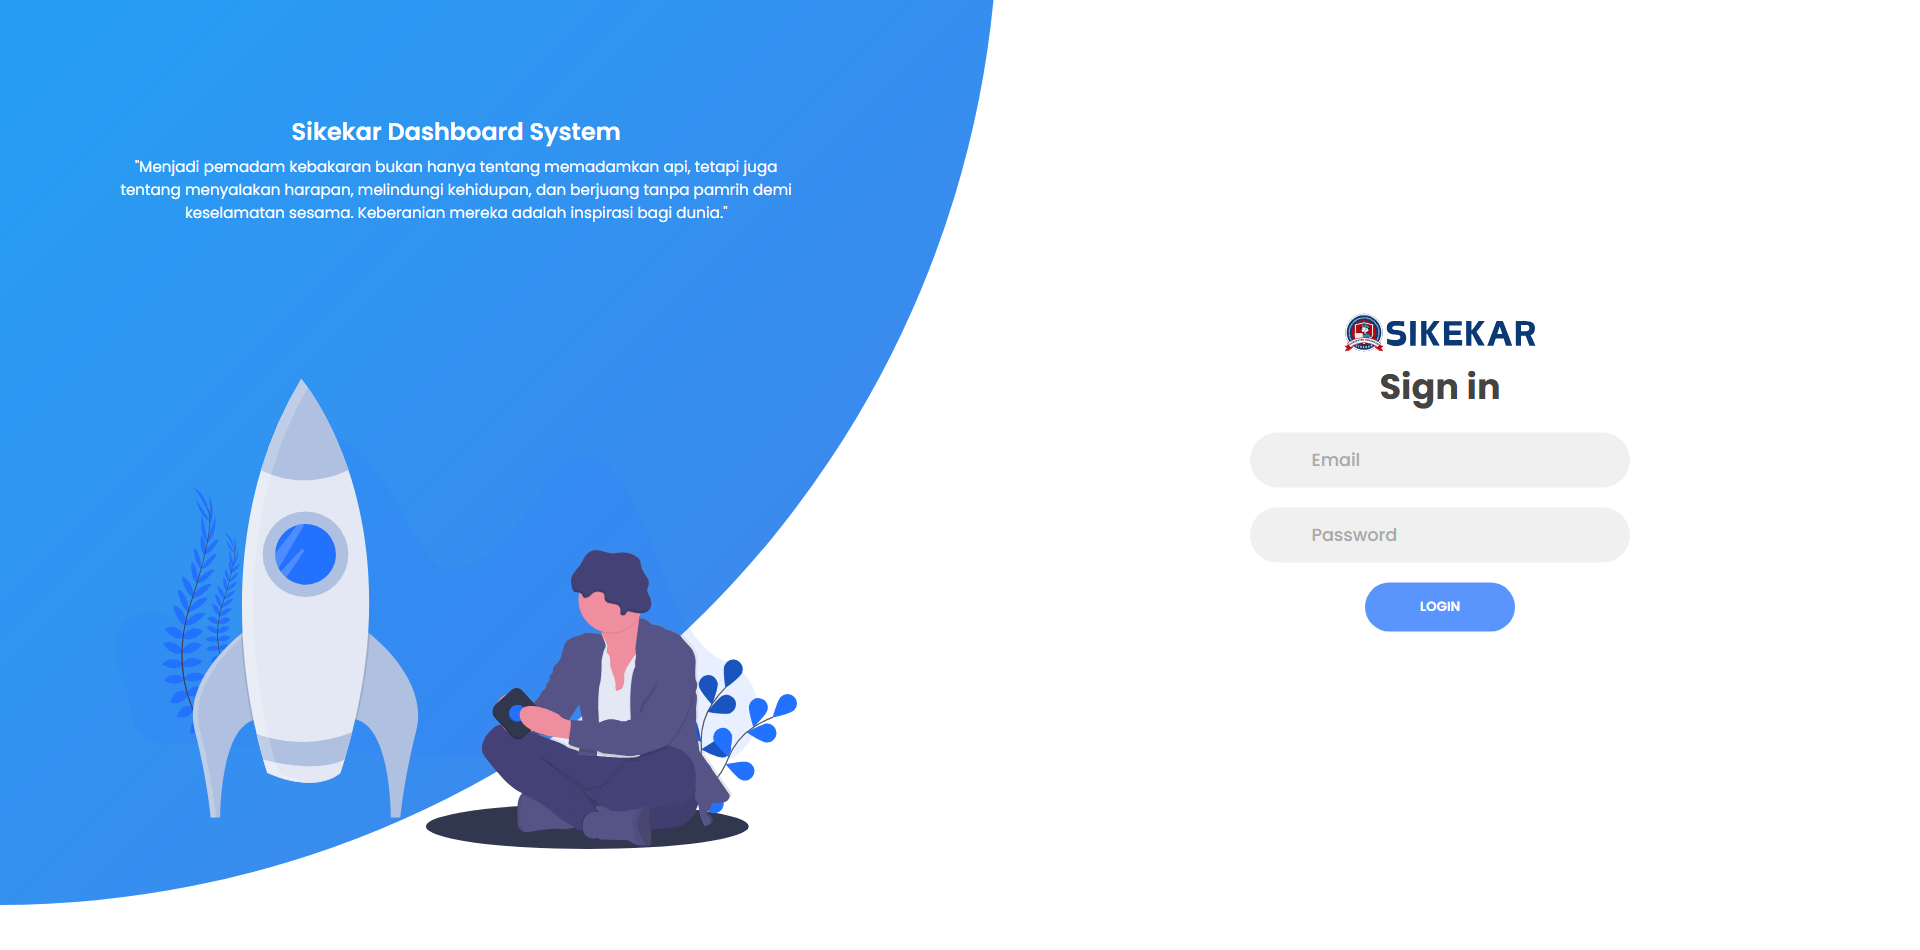 Sikekar Dashboard System
"Menjadi pemadam kebakaran bukan hanya tentang memadamkan api, tetapi juga
tentang menyalakan harapan, melindungi kehidupan, dan berjuang tanpa pamrih demi
keselamatan sesama. Keberanian mereka adalah inspirasi bagi dunia."
SIKEKAR
Sign in
Email
Password
LOGIN